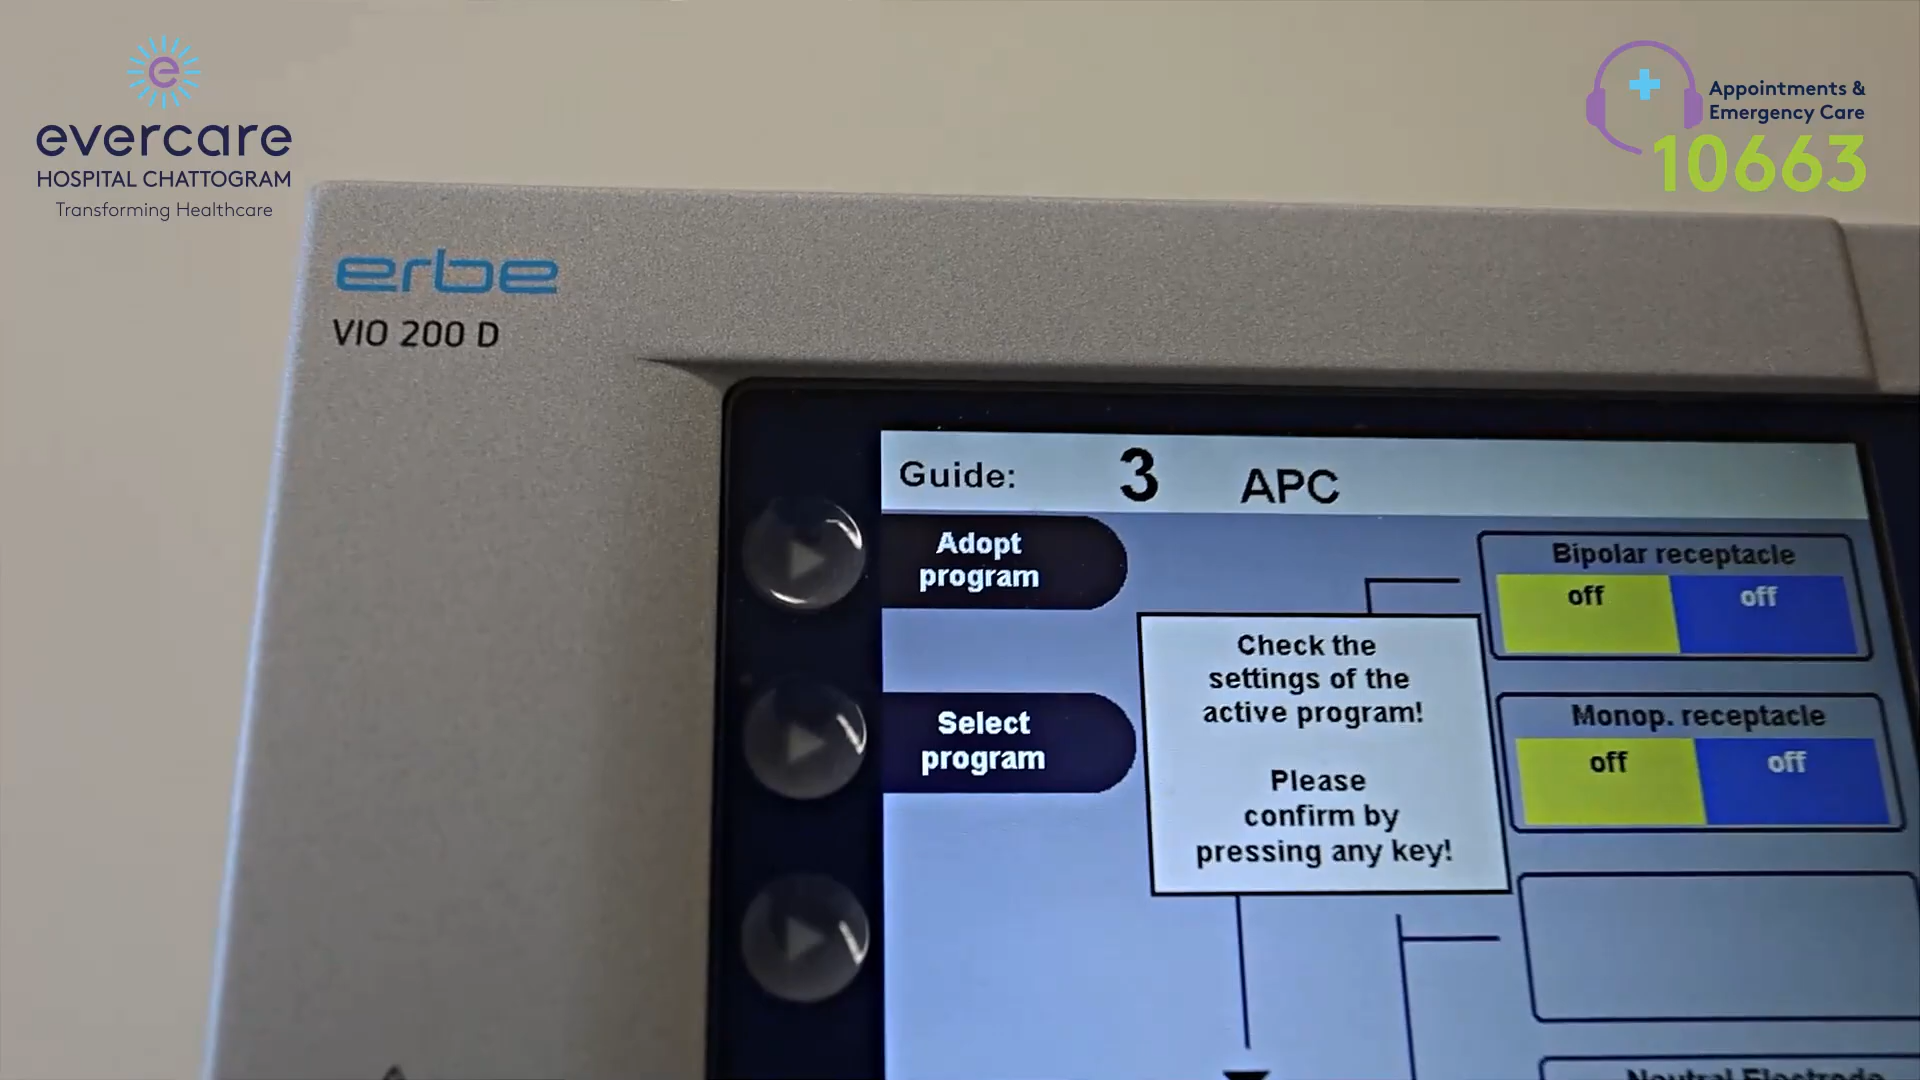 evercare
HOSPITAL CHATTOGRAM
Transforming Healthcare
Appointments &
Emergency Care
10663
erbe
VIO 200 D
Guide: 3 APC
Adopt
program
Select
program
Check the
settings of the
active program!
Please
confirm by
pressing any key!
Bipolar receptacle
off off
Monop. receptacle
off off
Neutral Electrode